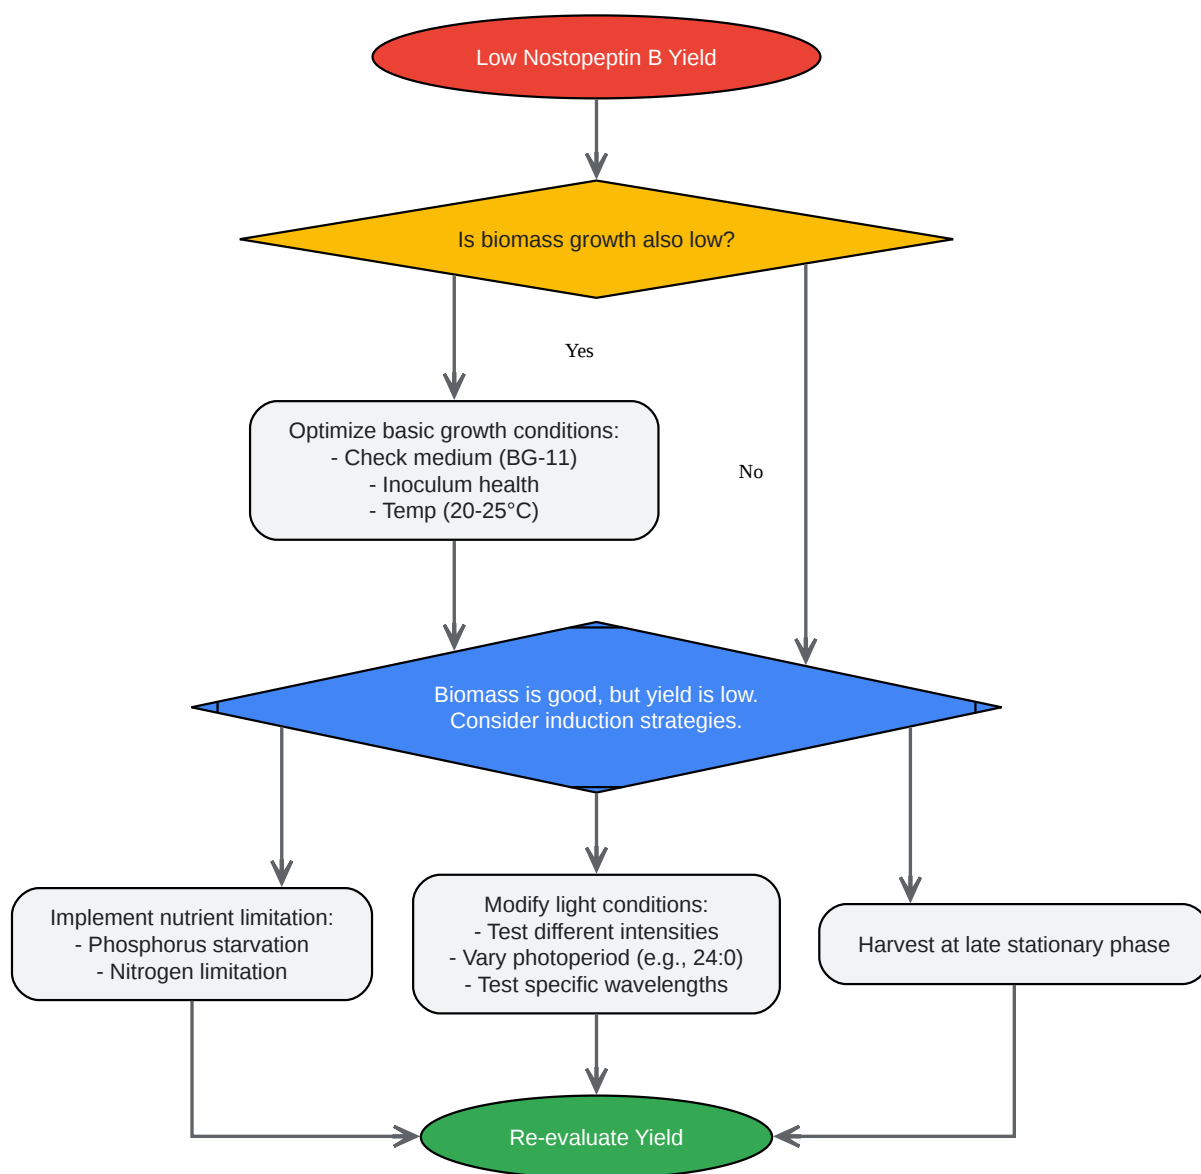 Low Nostopeptin B Yield
Is biomass growth also low?
Yes
Optimize basic growth conditions:
- Check medium (BG-11)
- Inoculum health
- Temp (20-25°C)
No
Biomass is good, but yield is low.
Consider induction strategies.
Implement nutrient limitation:
- Phosphorus starvation
- Nitrogen limitation
Modify light conditions:
- Test different intensities
- Vary photoperiod (e.g., 24:0)
- Test specific wavelengths
Harvest at late stationary phase
Re-evaluate Yield